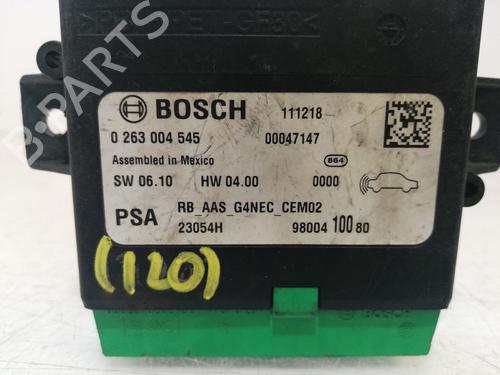 BOSCH 111218
0 263 004 545 00047147
Assembled in Mexico 864
SW 06.10 HW 04.00 0000
PSA RB_AAS_G4NEC_CEM02
23054H 98004 100 80
(120)
B-PARTS